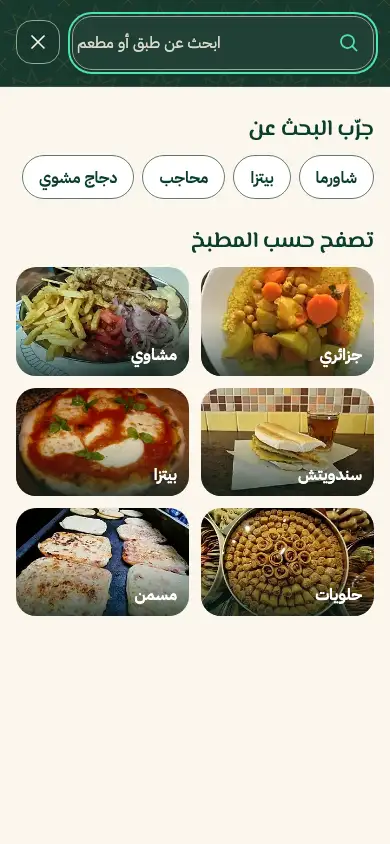 ابحث عن طبق أو مطعم
جرّب البحث عن
شاورما
بيتزا
محاجب
دجاج مشوي
تصفح حسب المطبخ
جزائري
مشاوي
سندويتش
بيتزا
حلويات
مسمن